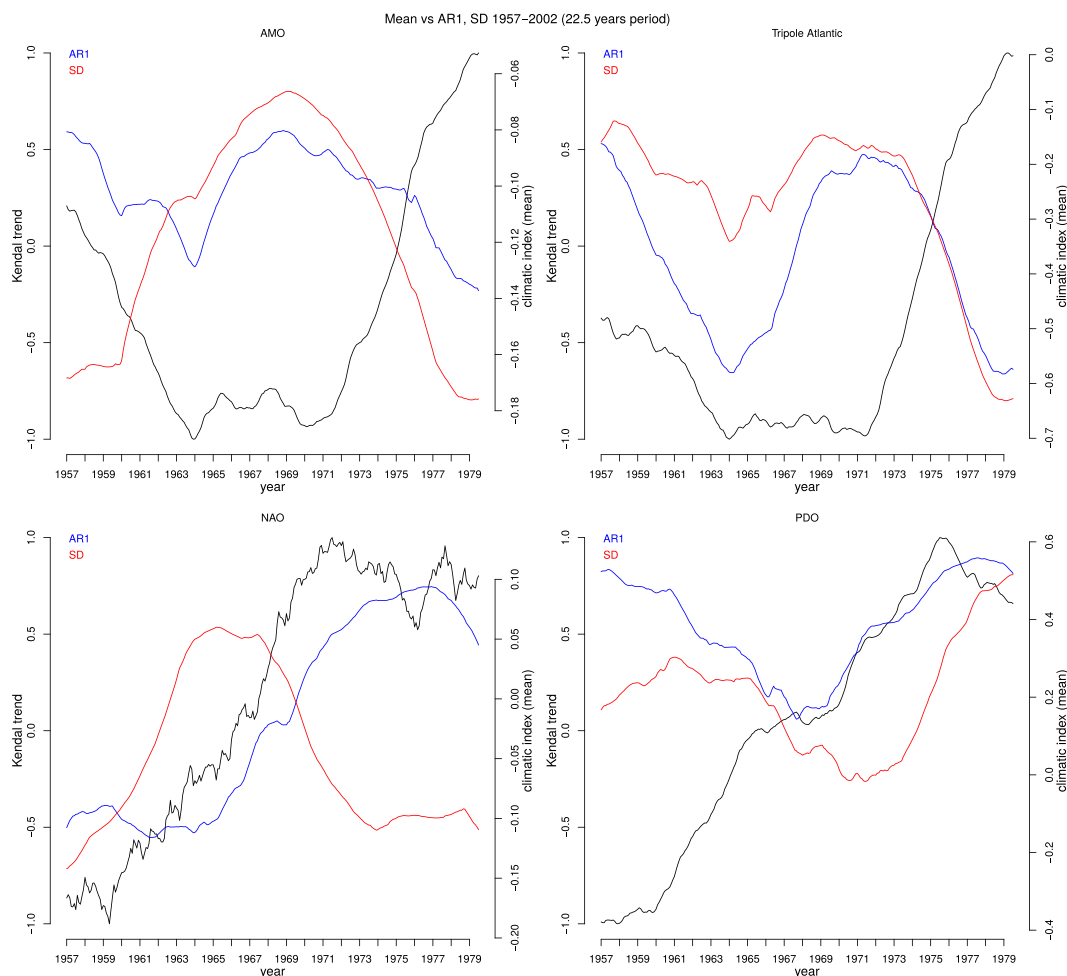 Mean vs AR1, SD 1957−2002 (22.5 years period)
AMO
AR1
SD
1.0
0.5
0.0
−0.5
−1.0
Kendal trend
−0.06
−0.08
−0.10
−0.12
−0.14
−0.16
−0.18
climatic index (mean)
1957 1959 1961 1963 1965 1967 1969 1971 1973 1975 1977 1979
year
Tripole Atlantic
AR1
SD
1.0
0.5
0.0
−0.5
−1.0
Kendal trend
0.0
−0.1
−0.2
−0.3
−0.4
−0.5
−0.6
−0.7
climatic index (mean)
1957 1959 1961 1963 1965 1967 1969 1971 1973 1975 1977 1979
year
NAO
AR1
SD
1.0
0.5
0.0
−0.5
−1.0
Kendal trend
0.10
0.05
0.00
−0.05
−0.10
−0.15
−0.20
climatic index (mean)
1957 1959 1961 1963 1965 1967 1969 1971 1973 1975 1977 1979
year
PDO
AR1
SD
1.0
0.5
0.0
−0.5
−1.0
Kendal trend
0.6
0.4
0.2
0.0
−0.2
−0.4
climatic index (mean)
1957 1959 1961 1963 1965 1967 1969 1971 1973 1975 1977 1979
year